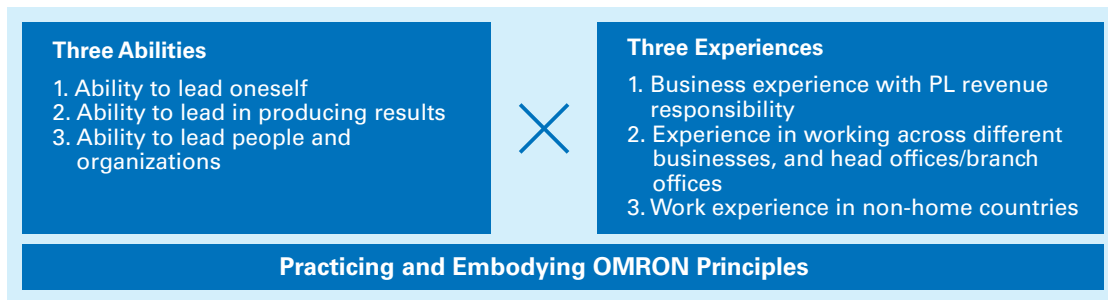 Three Abilities
1. Ability to lead oneself
2. Ability to lead in producing results
3. Ability to lead people and
organizations
Three Experiences
1. Business experience with PL revenue
responsibility
2. Experience in working across different
businesses, and head offices/branch
offices
3. Work experience in non-home countries
Practicing and Embodying OMRON Principles